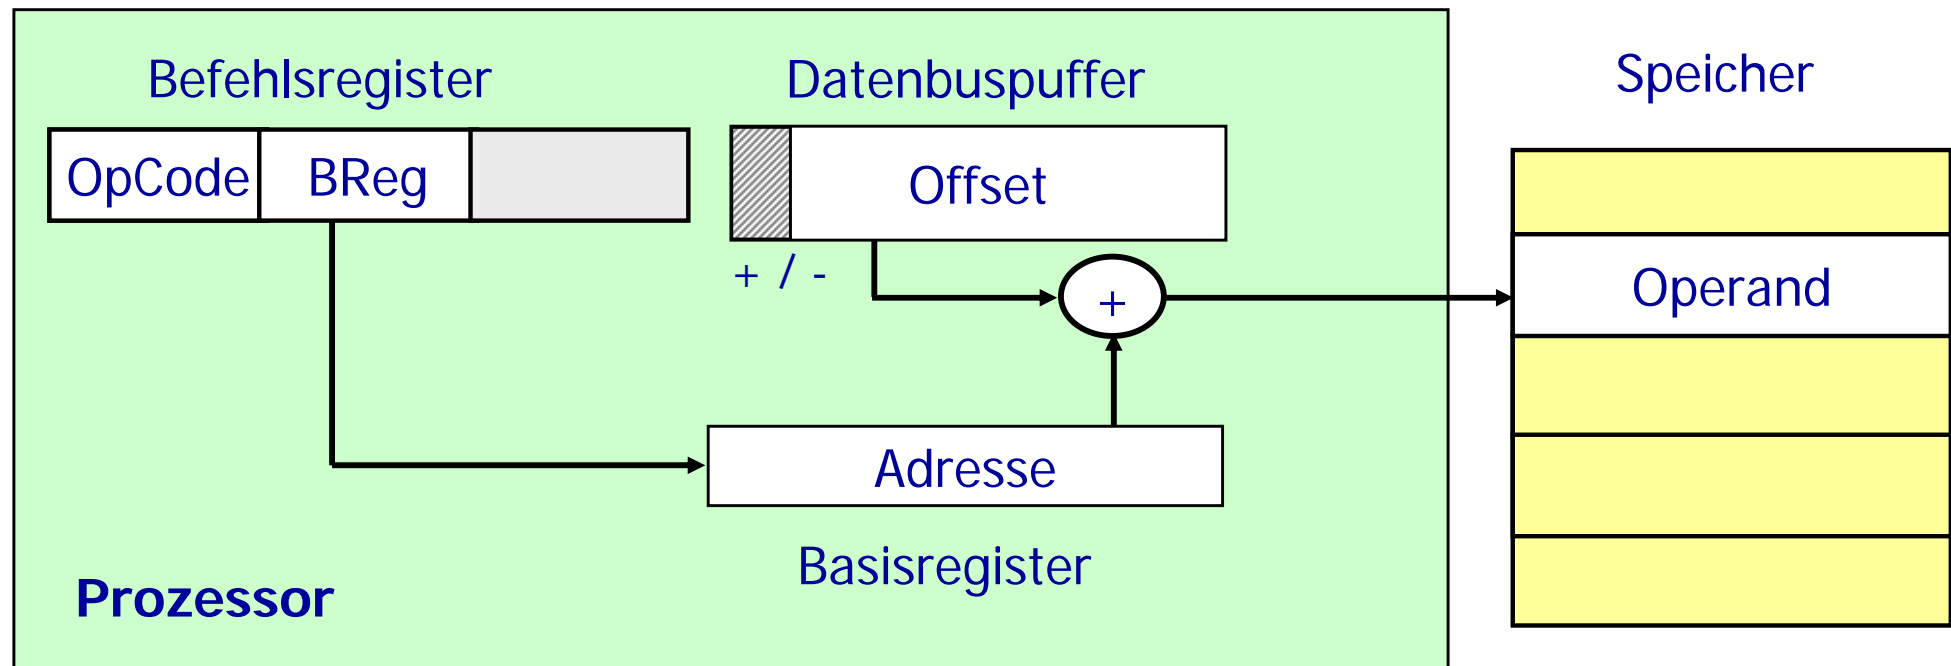 Befehlsregister
Datenbuspuffer
Speicher
OpCode
BReg
Offset
+ / -
+
Operand
Adresse
Basisregister
Prozessor